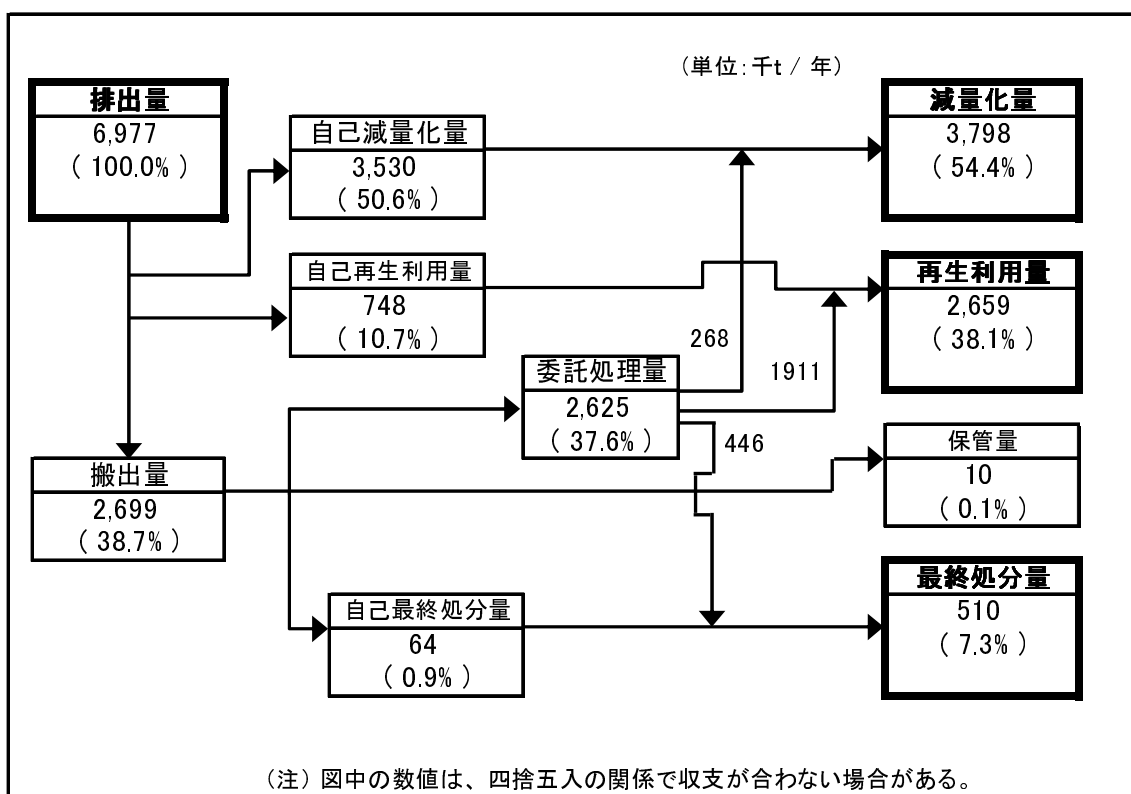 （単位：千t / 年）
排出量
6,977
（ 100.0% ）
自己減量化量
3,530
（ 50.6% ）
減量化量
3,798
（ 54.4% ）
自己再生利用量
748
（ 10.7% ）
再生利用量
2,659
（ 38.1% ）
268
1911
委託処理量
2,625
（ 37.6% ）
446
搬出量
2,699
（ 38.7% ）
保管量
10
（ 0.1% ）
自己最終処分量
64
（ 0.9% ）
最終処分量
510
（ 7.3% ）
（注）図中の数値は、四捨五入の関係で収支が合わない場合がある。